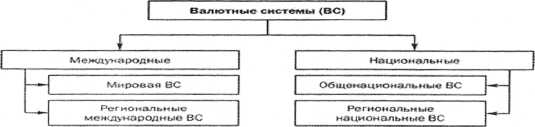 Валютные системы (ВС)
Международные
Национальные
Мировая ВС
Общенациональные ВС
Региональные
международные ВС
Региональные
национальные ВС